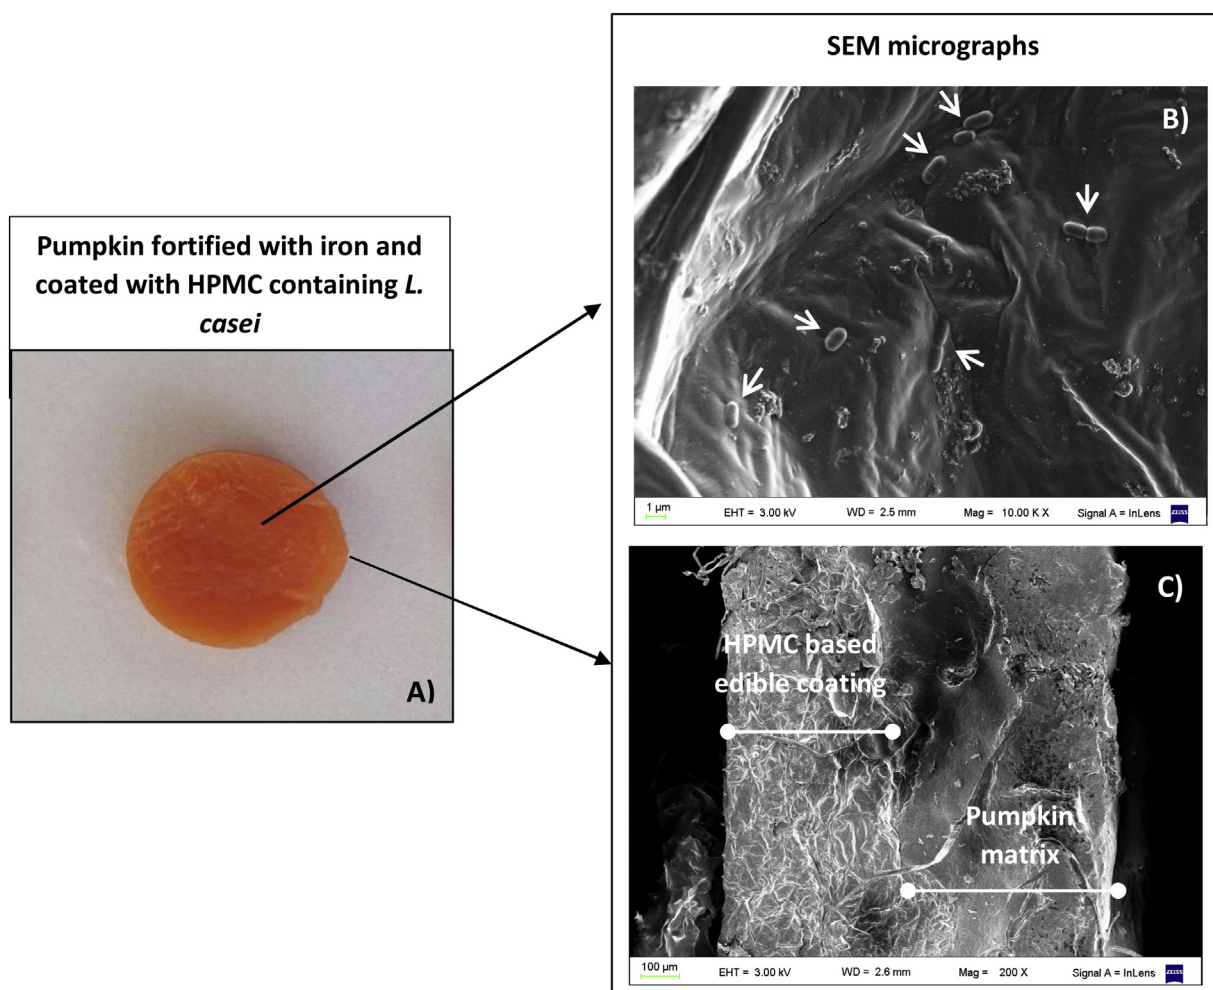 SEM micrographs
B)
Pumpkin fortified with iron and
coated with HPMC containing L.
casei
A)
1 µm
EHT = 3.00 kV
WD = 2.5 mm
Mag = 10.00 K X
Signal A = InLens
ZEISS
C)
HPMC based
edible coating
Pumpkin
matrix
100 µm
EHT = 3.00 kV
WD = 2.6 mm
Mag = 200 X
Signal A = InLens
ZEISS